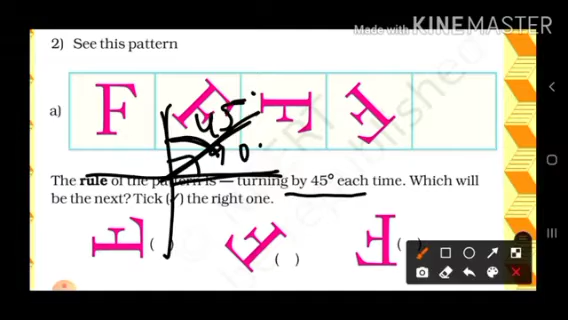 Made with KINEMASTER
2) See this pattern
a) F F F F
45°
90°
The rule of the pattern is — turning by 45° each time. Which will
be the next? Tick (✓) the right one.
F ( ) F ( ) F ( )